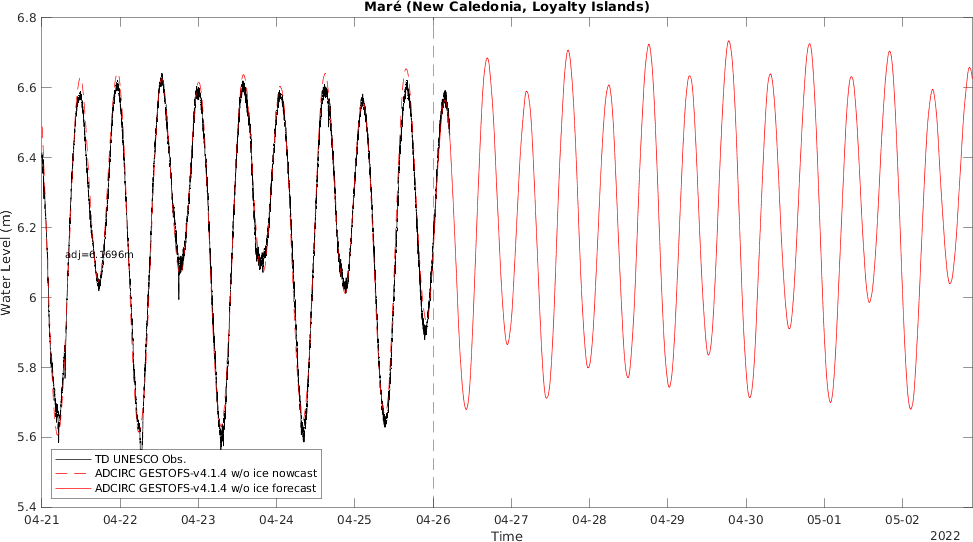 Maré (New Caledonia, Loyalty Islands)
6.8
6.6
6.4
6.2
6
5.8
5.6
5.4
Water Level (m)
adj=6.1696m
TD UNESCO Obs.
ADCIRC GESTOFS-v4.1.4 w/o ice nowcast
ADCIRC GESTOFS-v4.1.4 w/o ice forecast
04-21 04-22 04-23 04-24 04-25 04-26 04-27 04-28 04-29 04-30 05-01 05-02
Time
2022